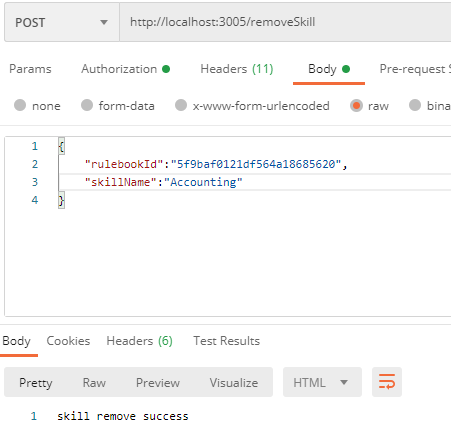 POST http://localhost:3005/removeSkill
Params Authorization Headers (11) Body Pre-request S
none form-data x-www-form-urlencoded raw bina
1 {
2 "rulebookId":"5f9baf0121df564a18685620",
3 "skillName":"Accounting"
4 }
Body Cookies Headers (6) Test Results
Pretty Raw Preview Visualize HTML
1 skill remove success